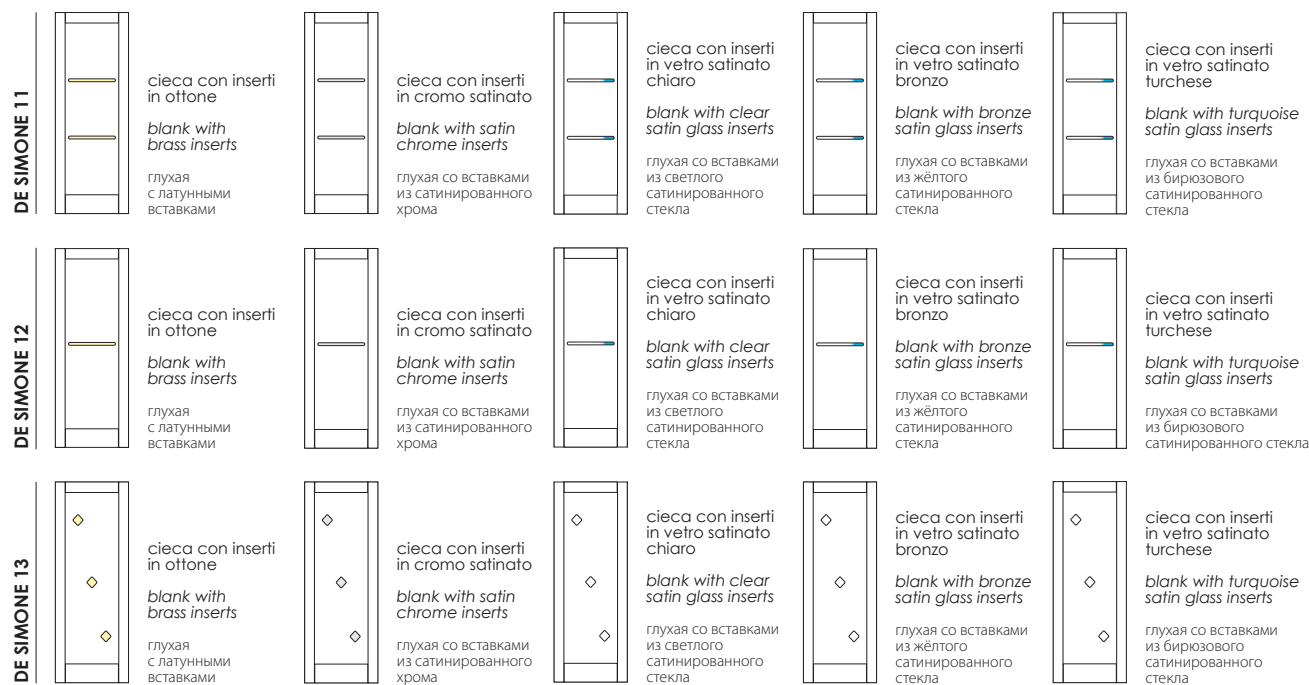 DE SIMONE 11
cieca con inserti
in ottone
blank with
brass inserts
глухая
с латунными
вставками
cieca con inserti
in cromo satinato
blank with satin
chrome inserts
глухая со вставками
из сатинированного
хрома
cieca con inserti
in vetro satinato
chiaro
blank with clear
satin glass inserts
глухая со вставками
из светлого
сатинированного
стекла
cieca con inserti
in vetro satinato
bronzo
blank with bronze
satin glass inserts
глухая со вставками
из жёлтого
сатинированного
стекла
cieca con inserti
in vetro satinato
turchese
blank with turquoise
satin glass inserts
глухая со вставками
из бирюзового
сатинированного
стекла
DE SIMONE 12
cieca con inserti
in ottone
blank with
brass inserts
глухая
с латунными
вставками
cieca con inserti
in cromo satinato
blank with satin
chrome inserts
глухая со вставками
из сатинированного
хрома
cieca con inserti
in vetro satinato
chiaro
blank with clear
satin glass inserts
глухая со вставками
из светлого
сатинированного
стекла
cieca con inserti
in vetro satinato
bronzo
blank with bronze
satin glass inserts
глухая со вставками
из жёлтого
сатинированного
стекла
cieca con inserti
in vetro satinato
turchese
blank with turquoise
satin glass inserts
глухая со вставками
из бирюзового
сатинированного стекла
DE SIMONE 13
cieca con inserti
in ottone
blank with
brass inserts
глухая
с латунными
вставками
cieca con inserti
in cromo satinato
blank with satin
chrome inserts
глухая со вставками
из сатинированного
хрома
cieca con inserti
in vetro satinato
chiaro
blank with clear
satin glass inserts
глухая со вставками
из светлого
сатинированного
стекла
cieca con inserti
in vetro satinato
bronzo
blank with bronze
satin glass inserts
глухая со вставками
из жёлтого
сатинированного
стекла
cieca con inserti
in vetro satinato
turchese
blank with turquoise
satin glass inserts
глухая со вставками
из бирюзового
сатинированного
стекла